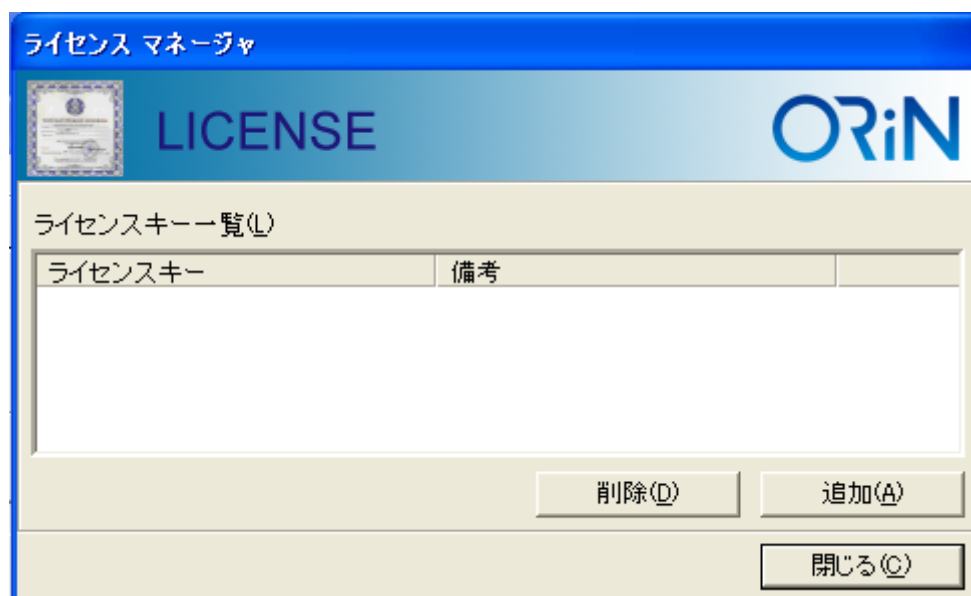 ライセンス マネージャ
LICENSE
ORiN
ライセンスキー一覧(L)
ライセンスキー 備考
削除(D) 追加(A)
閉じる(C)